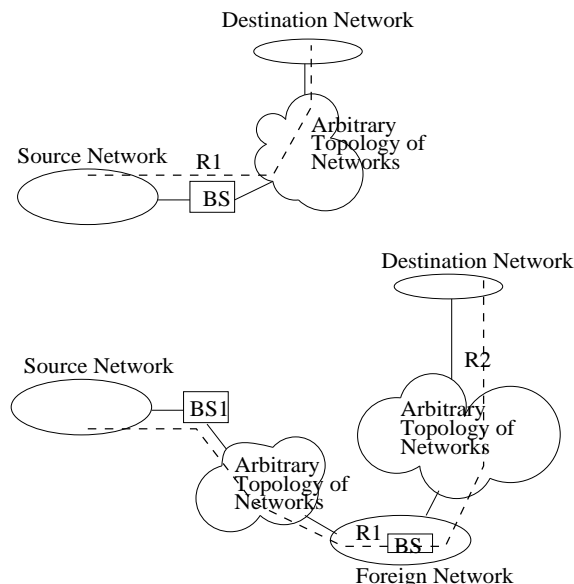 Destination Network
Arbitrary
Topology of
Networks
R1
Source Network
BS
Destination Network
R2
Source Network
BS1
Arbitrary
Topology of
Networks
Arbitrary
Topology of
Networks
R1
BS
Foreign Network